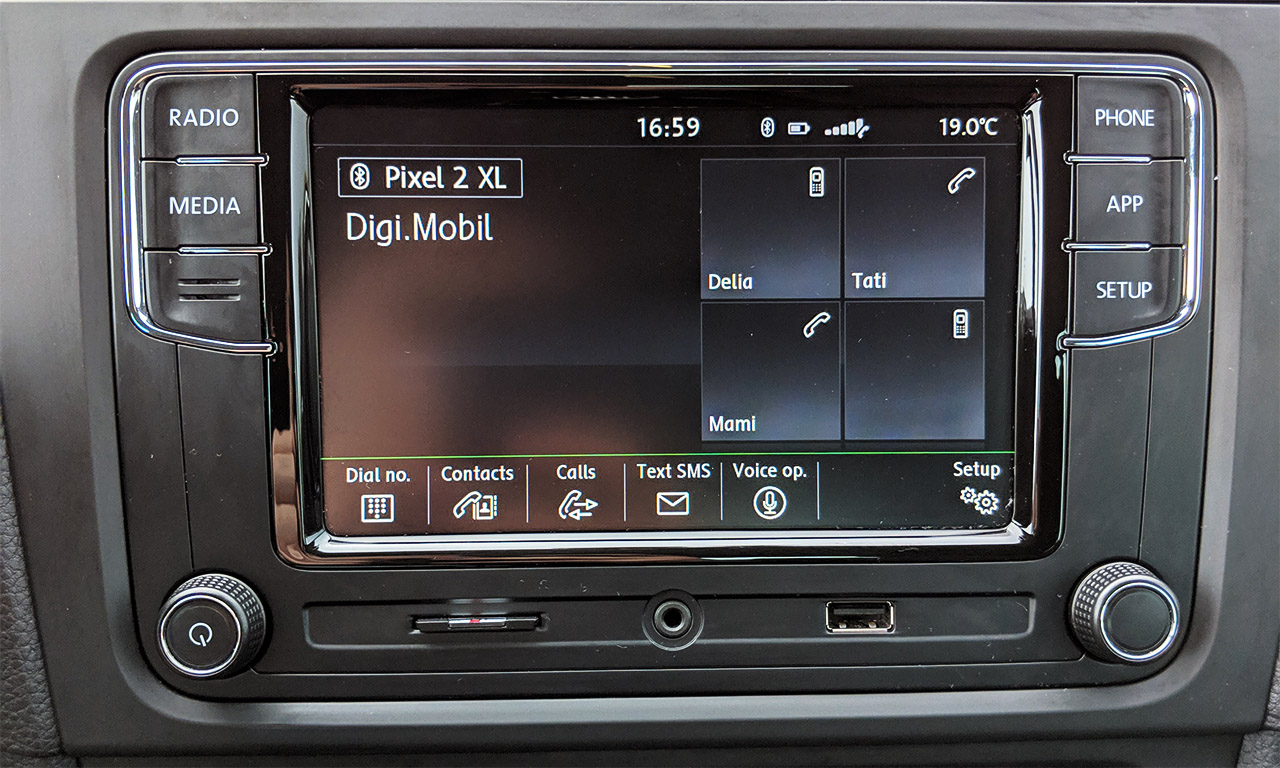 RADIO
MEDIA
16:59
19.0°C
Pixel 2 XL
Digi.Mobil
Delia
Tati
Mami
Dial no.
Contacts
Calls
Text SMS
Voice op.
Setup
PHONE
APP
SETUP